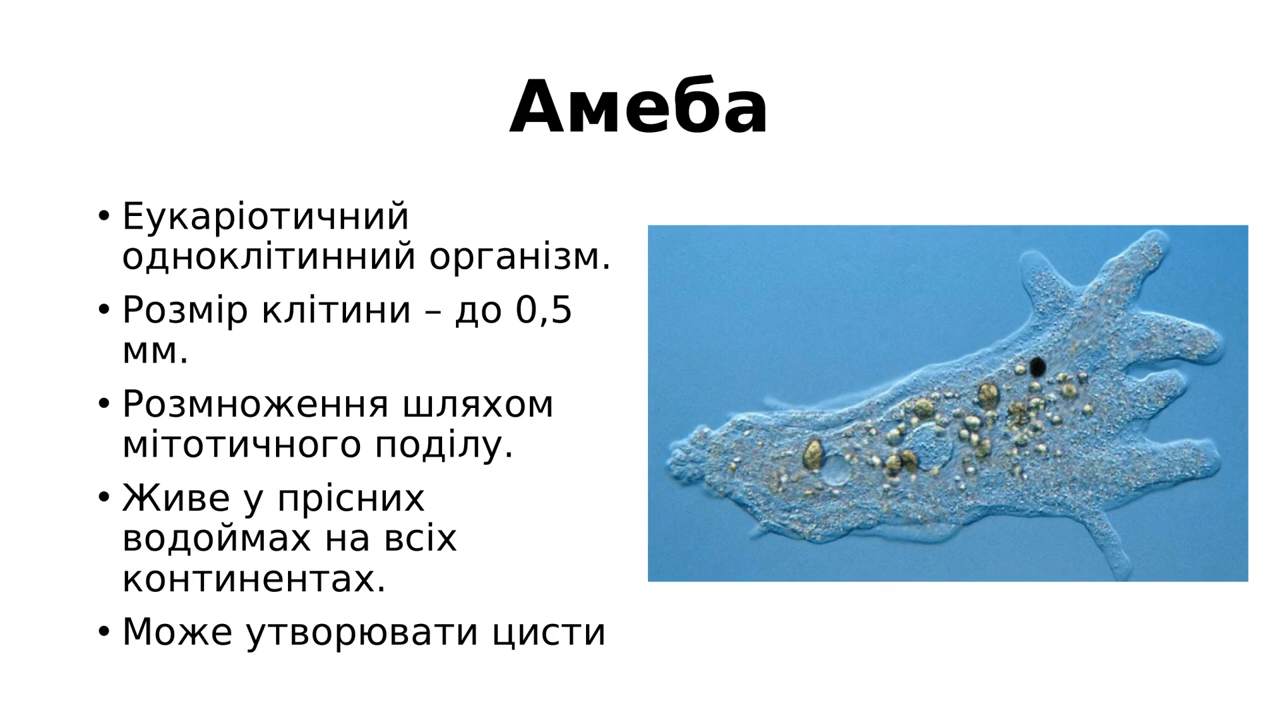 Амеба
• Еукаріотичний
одноклітинний організм.
• Розмір клітини – до 0,5
мм.
• Розмноження шляхом
мітотичного поділу.
• Живе у прісних
водоймах на всіх
континентах.
• Може утворювати цисти